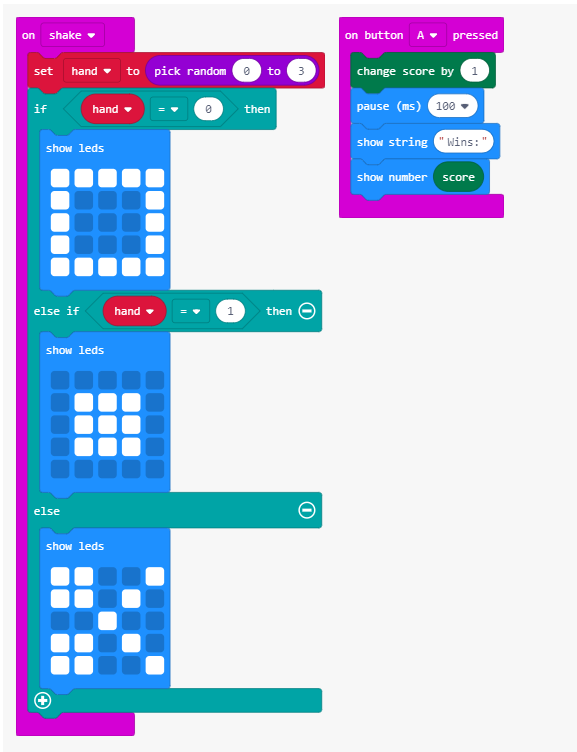 on shake
set hand to pick random 0 to 3
if hand = 0 then
show leds
else if hand = 1 then
show leds
else
show leds
on button A pressed
change score by 1
pause (ms) 100
show string "Wins:"
show number score